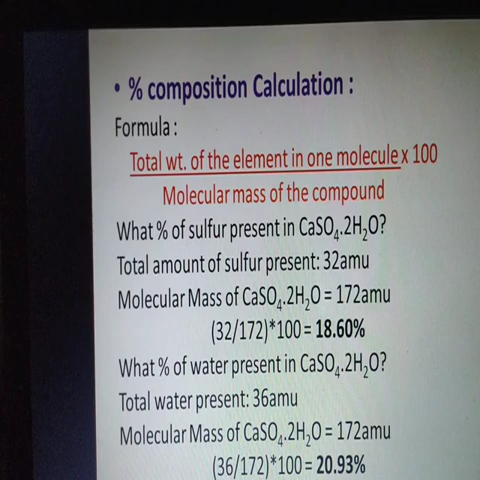 • % composition Calculation :
Formula :
Total wt. of the element in one molecule x 100
Molecular mass of the compound
What % of sulfur present in CaSO₄.2H₂O?
Total amount of sulfur present: 32amu
Molecular Mass of CaSO₄.2H₂O = 172amu
(32/172)*100 = 18.60%
What % of water present in CaSO₄.2H₂O?
Total water present: 36amu
Molecular Mass of CaSO₄.2H₂O = 172amu
(36/172)*100 = 20.93%